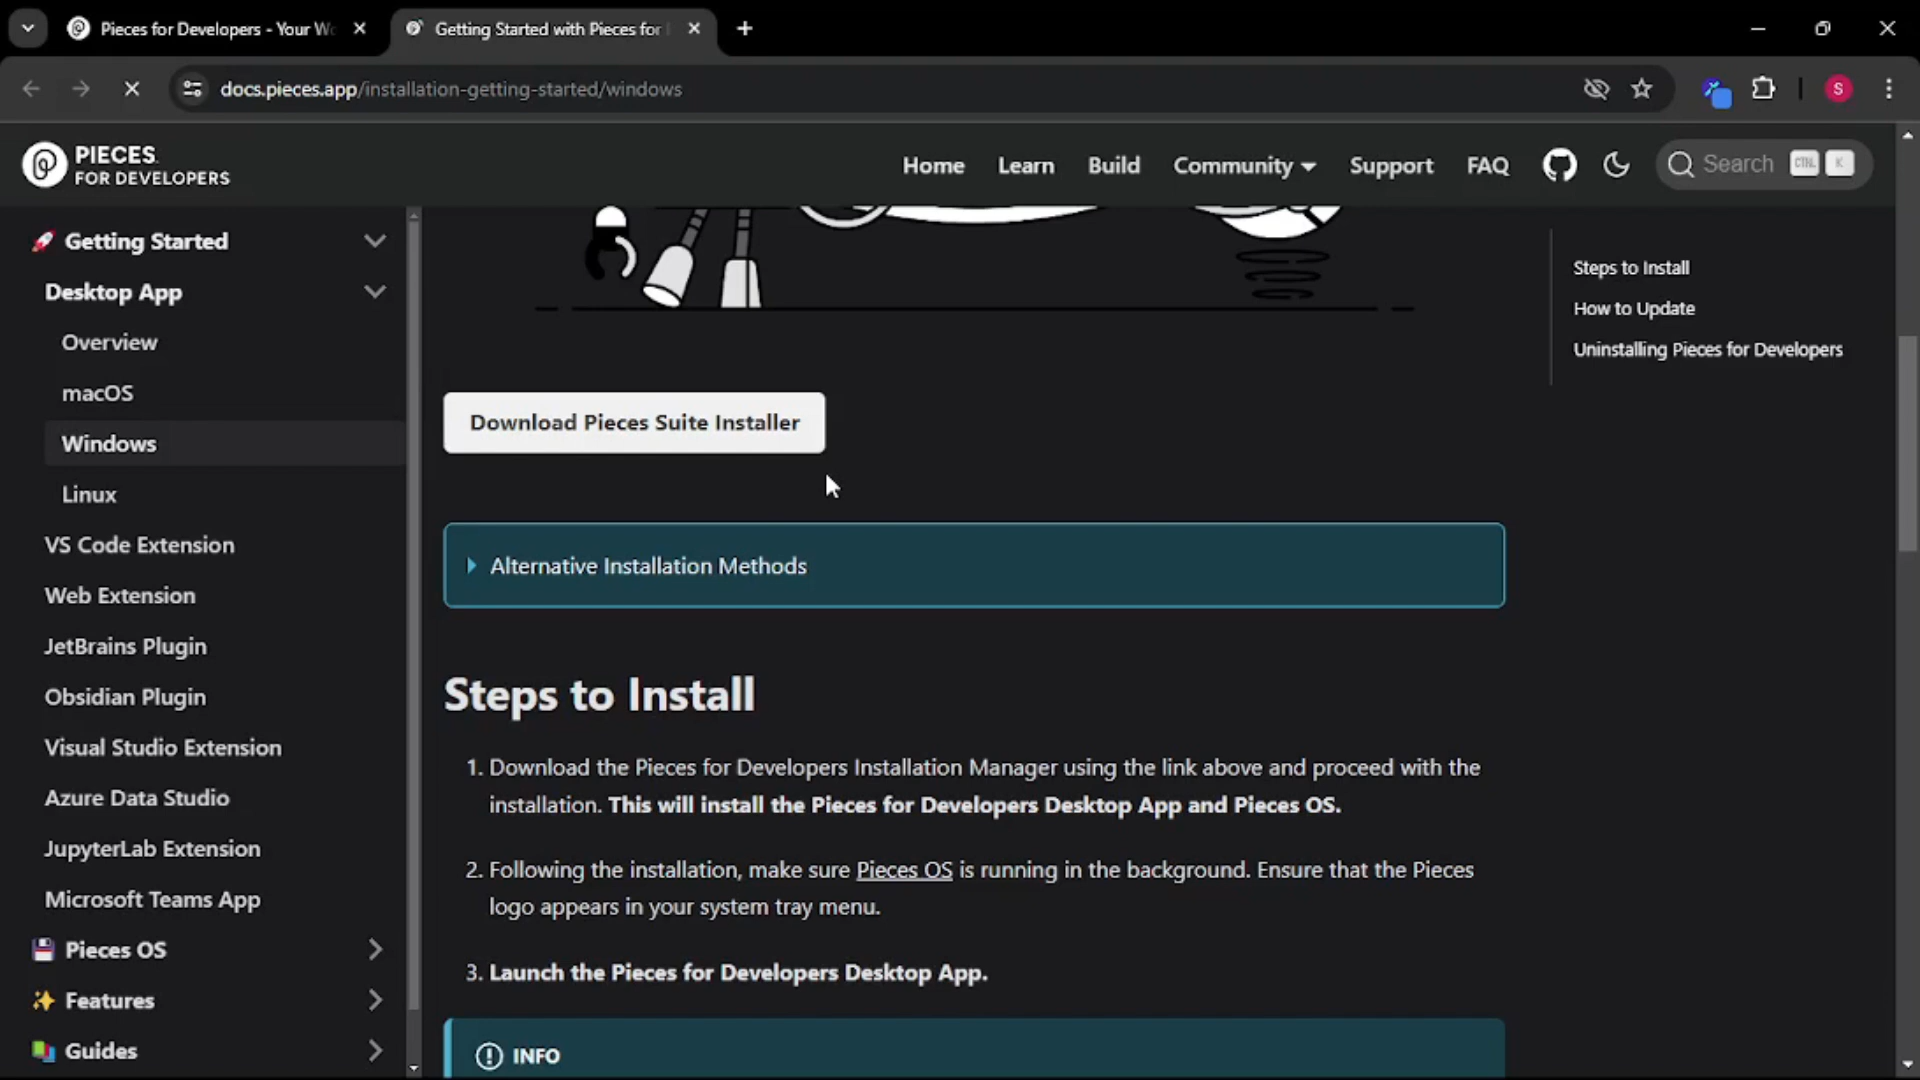 Pieces for Developers - Your Wo
Getting Started with Pieces for
docs.pieces.app/installation-getting-started/windows
S
PIECES.
FOR DEVELOPERS
Home
Learn
Build
Community
Support
FAQ
Search
CTRL
K
🚀 Getting Started
Desktop App
Overview
macOS
Windows
Linux
VS Code Extension
Web Extension
JetBrains Plugin
Obsidian Plugin
Visual Studio Extension
Azure Data Studio
JupyterLab Extension
Microsoft Teams App
💾 Pieces OS
✨ Features
Guides
Download Pieces Suite Installer
Alternative Installation Methods
Steps to Install
1. Download the Pieces for Developers Installation Manager using the link above and proceed with the
installation. This will install the Pieces for Developers Desktop App and Pieces OS.
2. Following the installation, make sure Pieces OS is running in the background. Ensure that the Pieces
logo appears in your system tray menu.
3. Launch the Pieces for Developers Desktop App.
INFO
Steps to Install
How to Update
Uninstalling Pieces for Developers